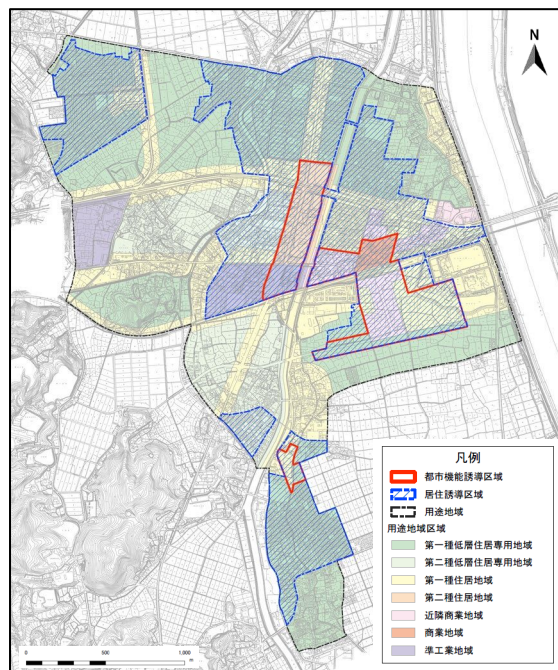 N
凡例
都市機能誘導区域
居住誘導区域
用途地域
用途地域区域
第一種低層住居専用地域
第二種低層住居専用地域
第一種住居地域
第二種住居地域
近隣商業地域
商業地域
準工業地域
0 500 1,000
m